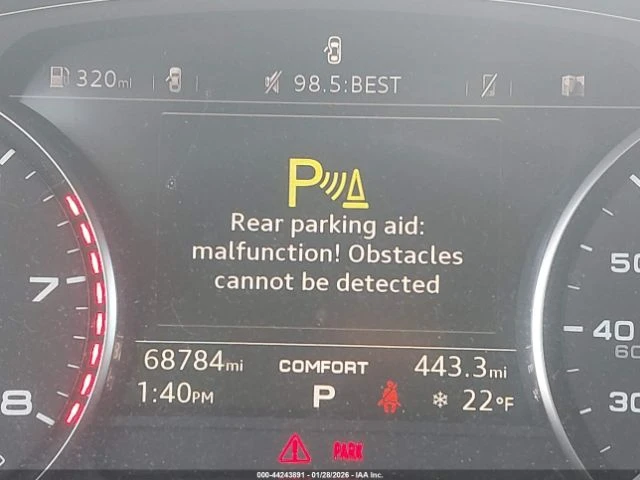 320mi
98.5:BEST
P
Rear parking aid:
malfunction! Obstacles
cannot be detected
7
8
50
40
60
30
68784mi COMFORT 443.3mi
1:40PM P 22°F
PARK
000-44243891 - 01/28/2026 - IAA Inc.